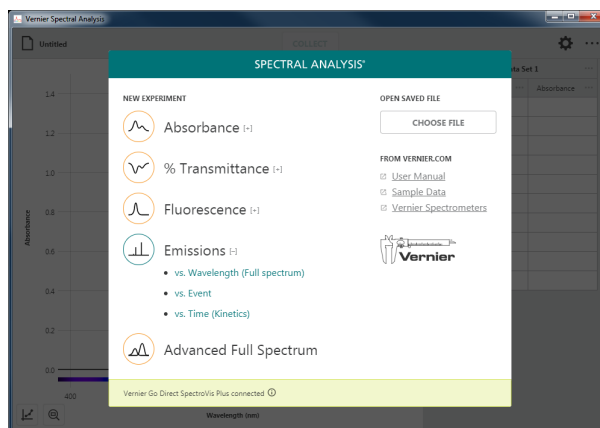 Vernier Spectral Analysis
Untitled
COLLECT
SPECTRAL ANALYSIS®
NEW EXPERIMENT
Absorbance [+]
% Transmittance [+]
Fluorescence [+]
Emissions [-]
• vs. Wavelength (Full spectrum)
• vs. Event
• vs. Time (Kinetics)
Advanced Full Spectrum
OPEN SAVED FILE
CHOOSE FILE
FROM VERNIER.COM
User Manual
Sample Data
Vernier Spectrometers
Vernier
Vernier Go Direct SpectroVis Plus connected
Set 1
Absorbance
Absorbance
1.4
1.2
1.0
0.8
0.6
0.4
0.2
0.0
400
Wavelength (nm)